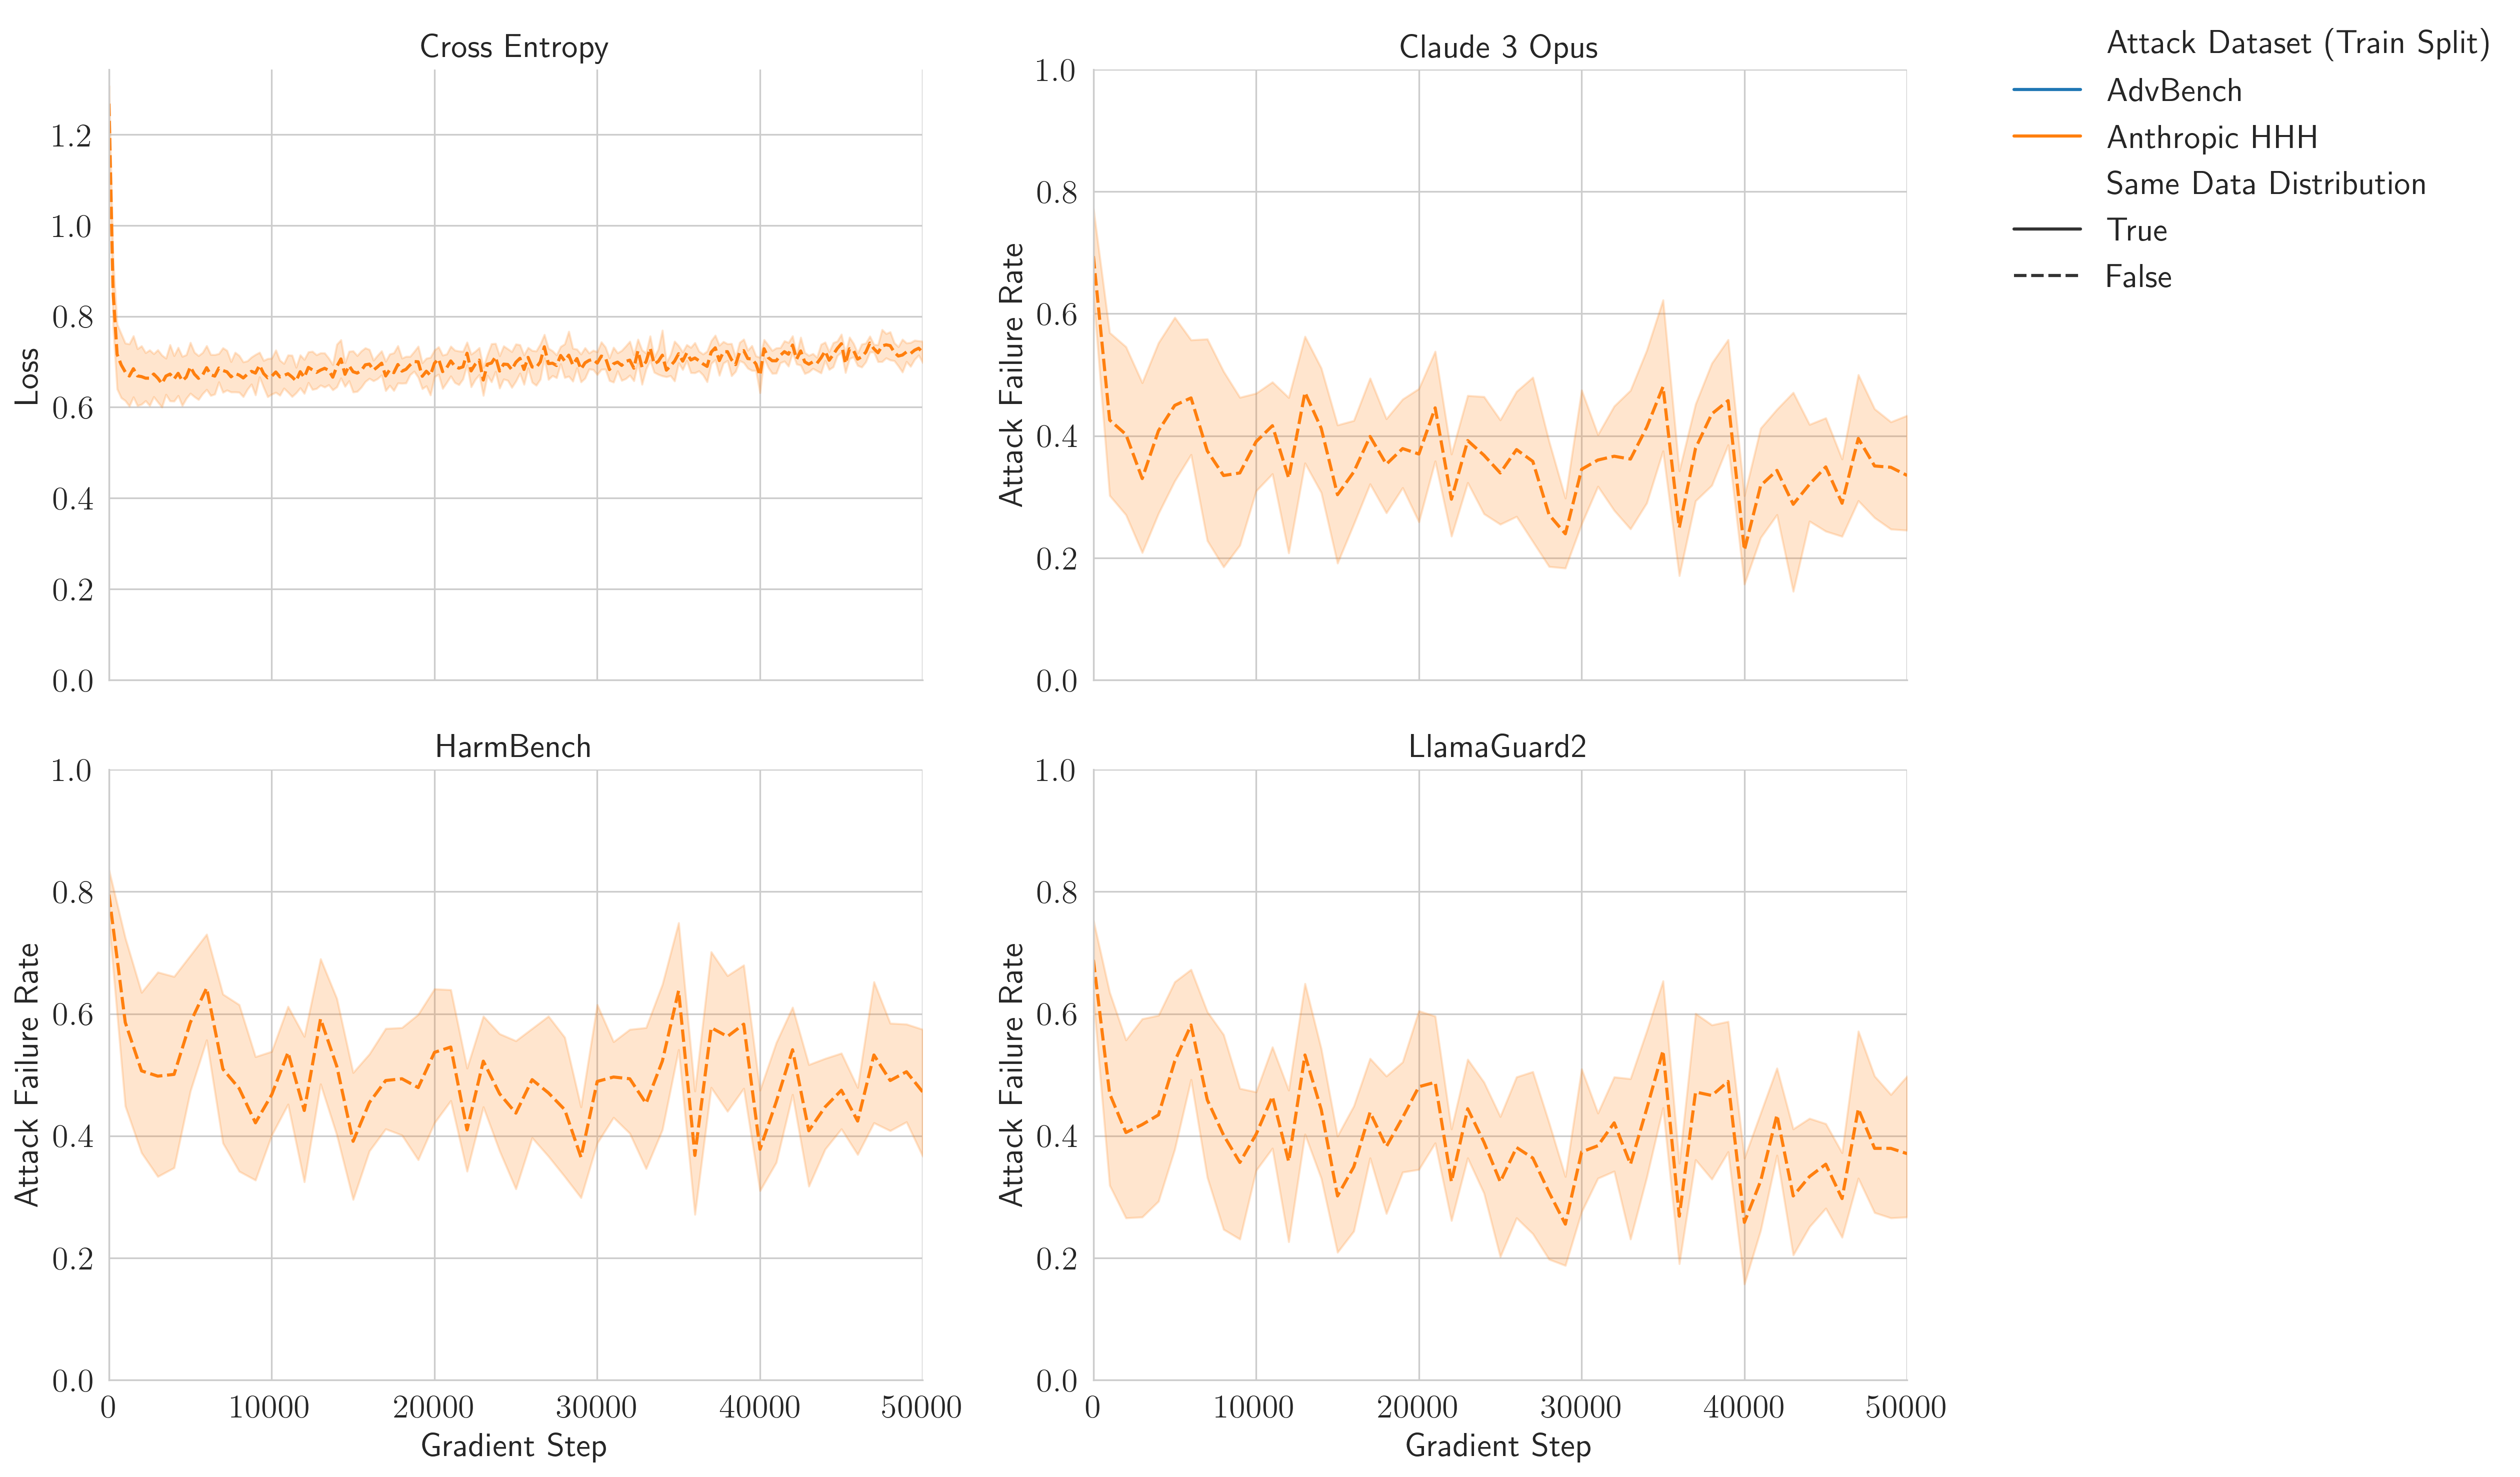 Cross Entropy
Loss
1.2
1.0
0.8
0.6
0.4
0.2
0.0
Claude 3 Opus
Attack Failure Rate
1.0
0.8
0.6
0.4
0.2
0.0
Attack Dataset (Train Split)
AdvBench
Anthropic HHH
Same Data Distribution
True
False
HarmBench
Attack Failure Rate
1.0
0.8
0.6
0.4
0.2
0.0
0 10000 20000 30000 40000 50000
Gradient Step
LlamaGuard2
Attack Failure Rate
1.0
0.8
0.6
0.4
0.2
0.0
0 10000 20000 30000 40000 50000
Gradient Step